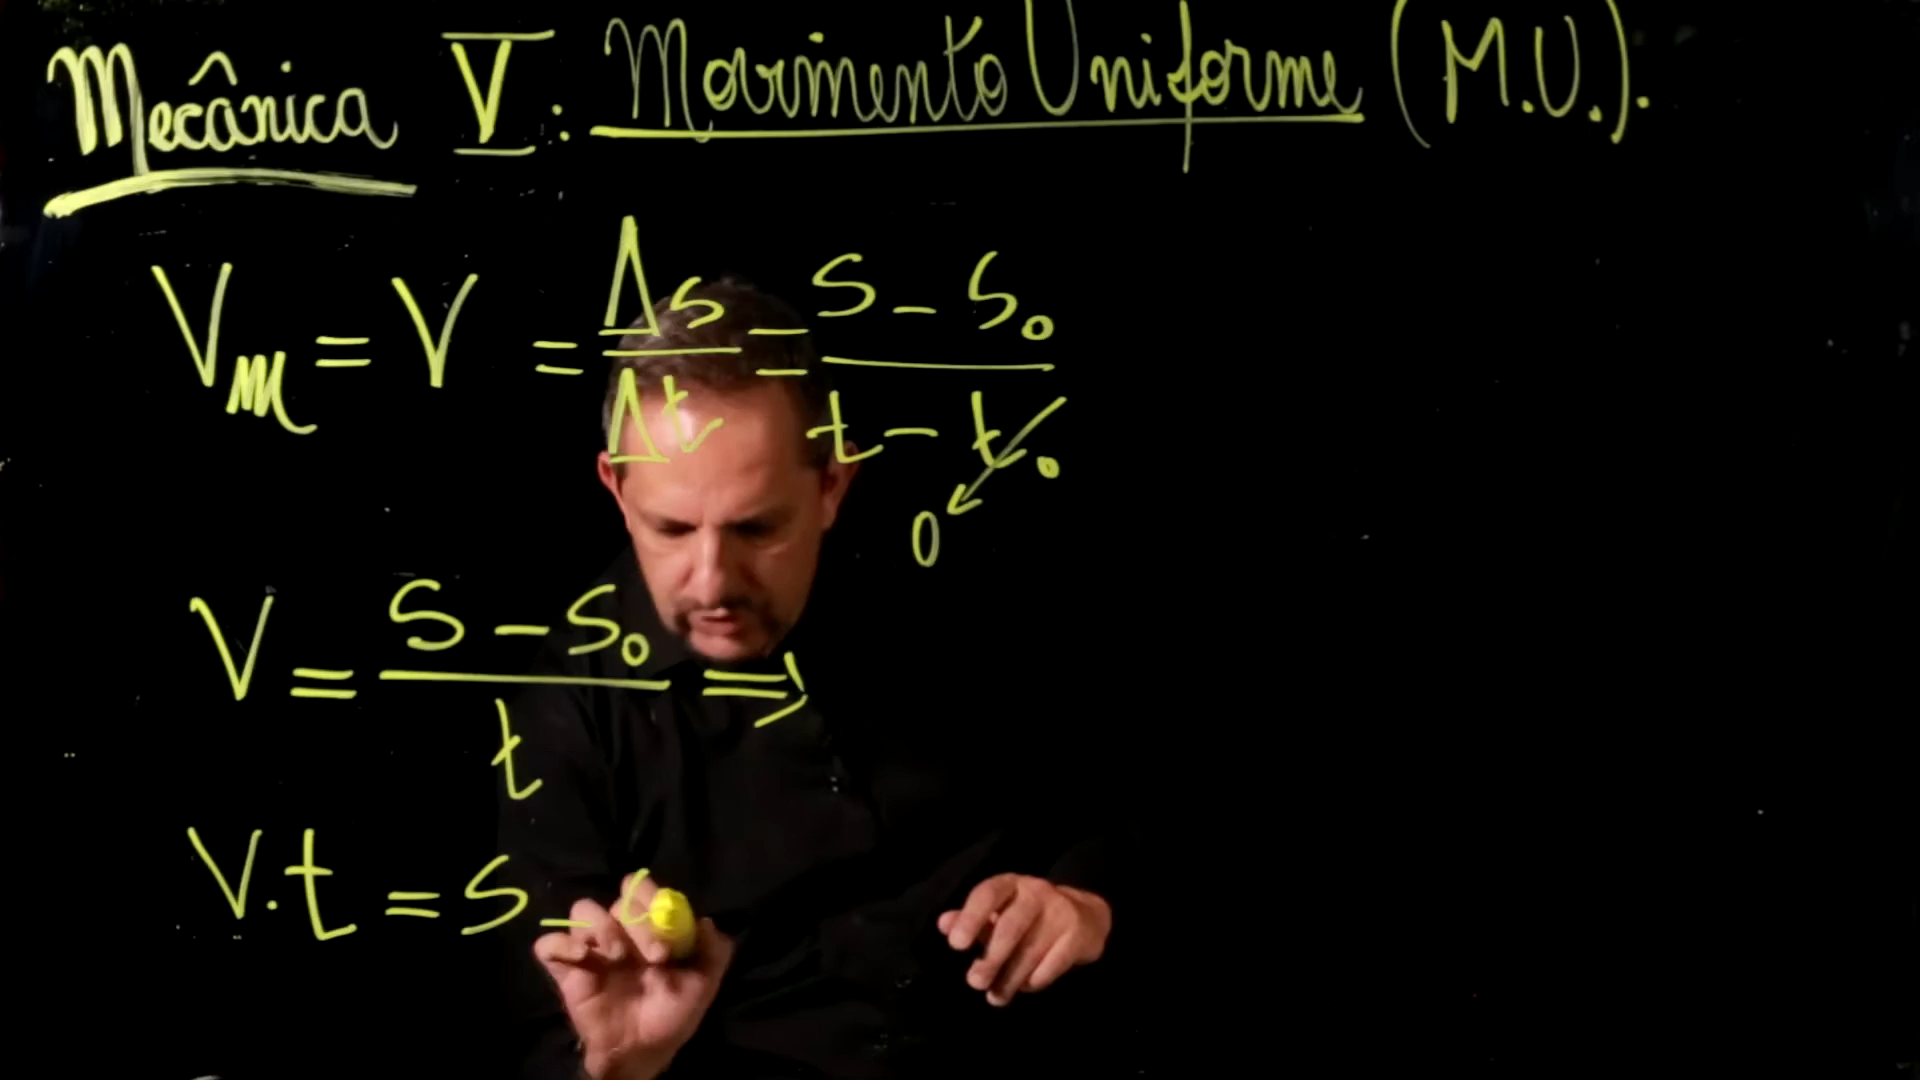 Mecânica V: Movimento Uniforme (M.U.).
Vm = V = Δs/Δt = S - S₀/t - t₀
0
V = S - S₀/t ⇒
V.t = S -